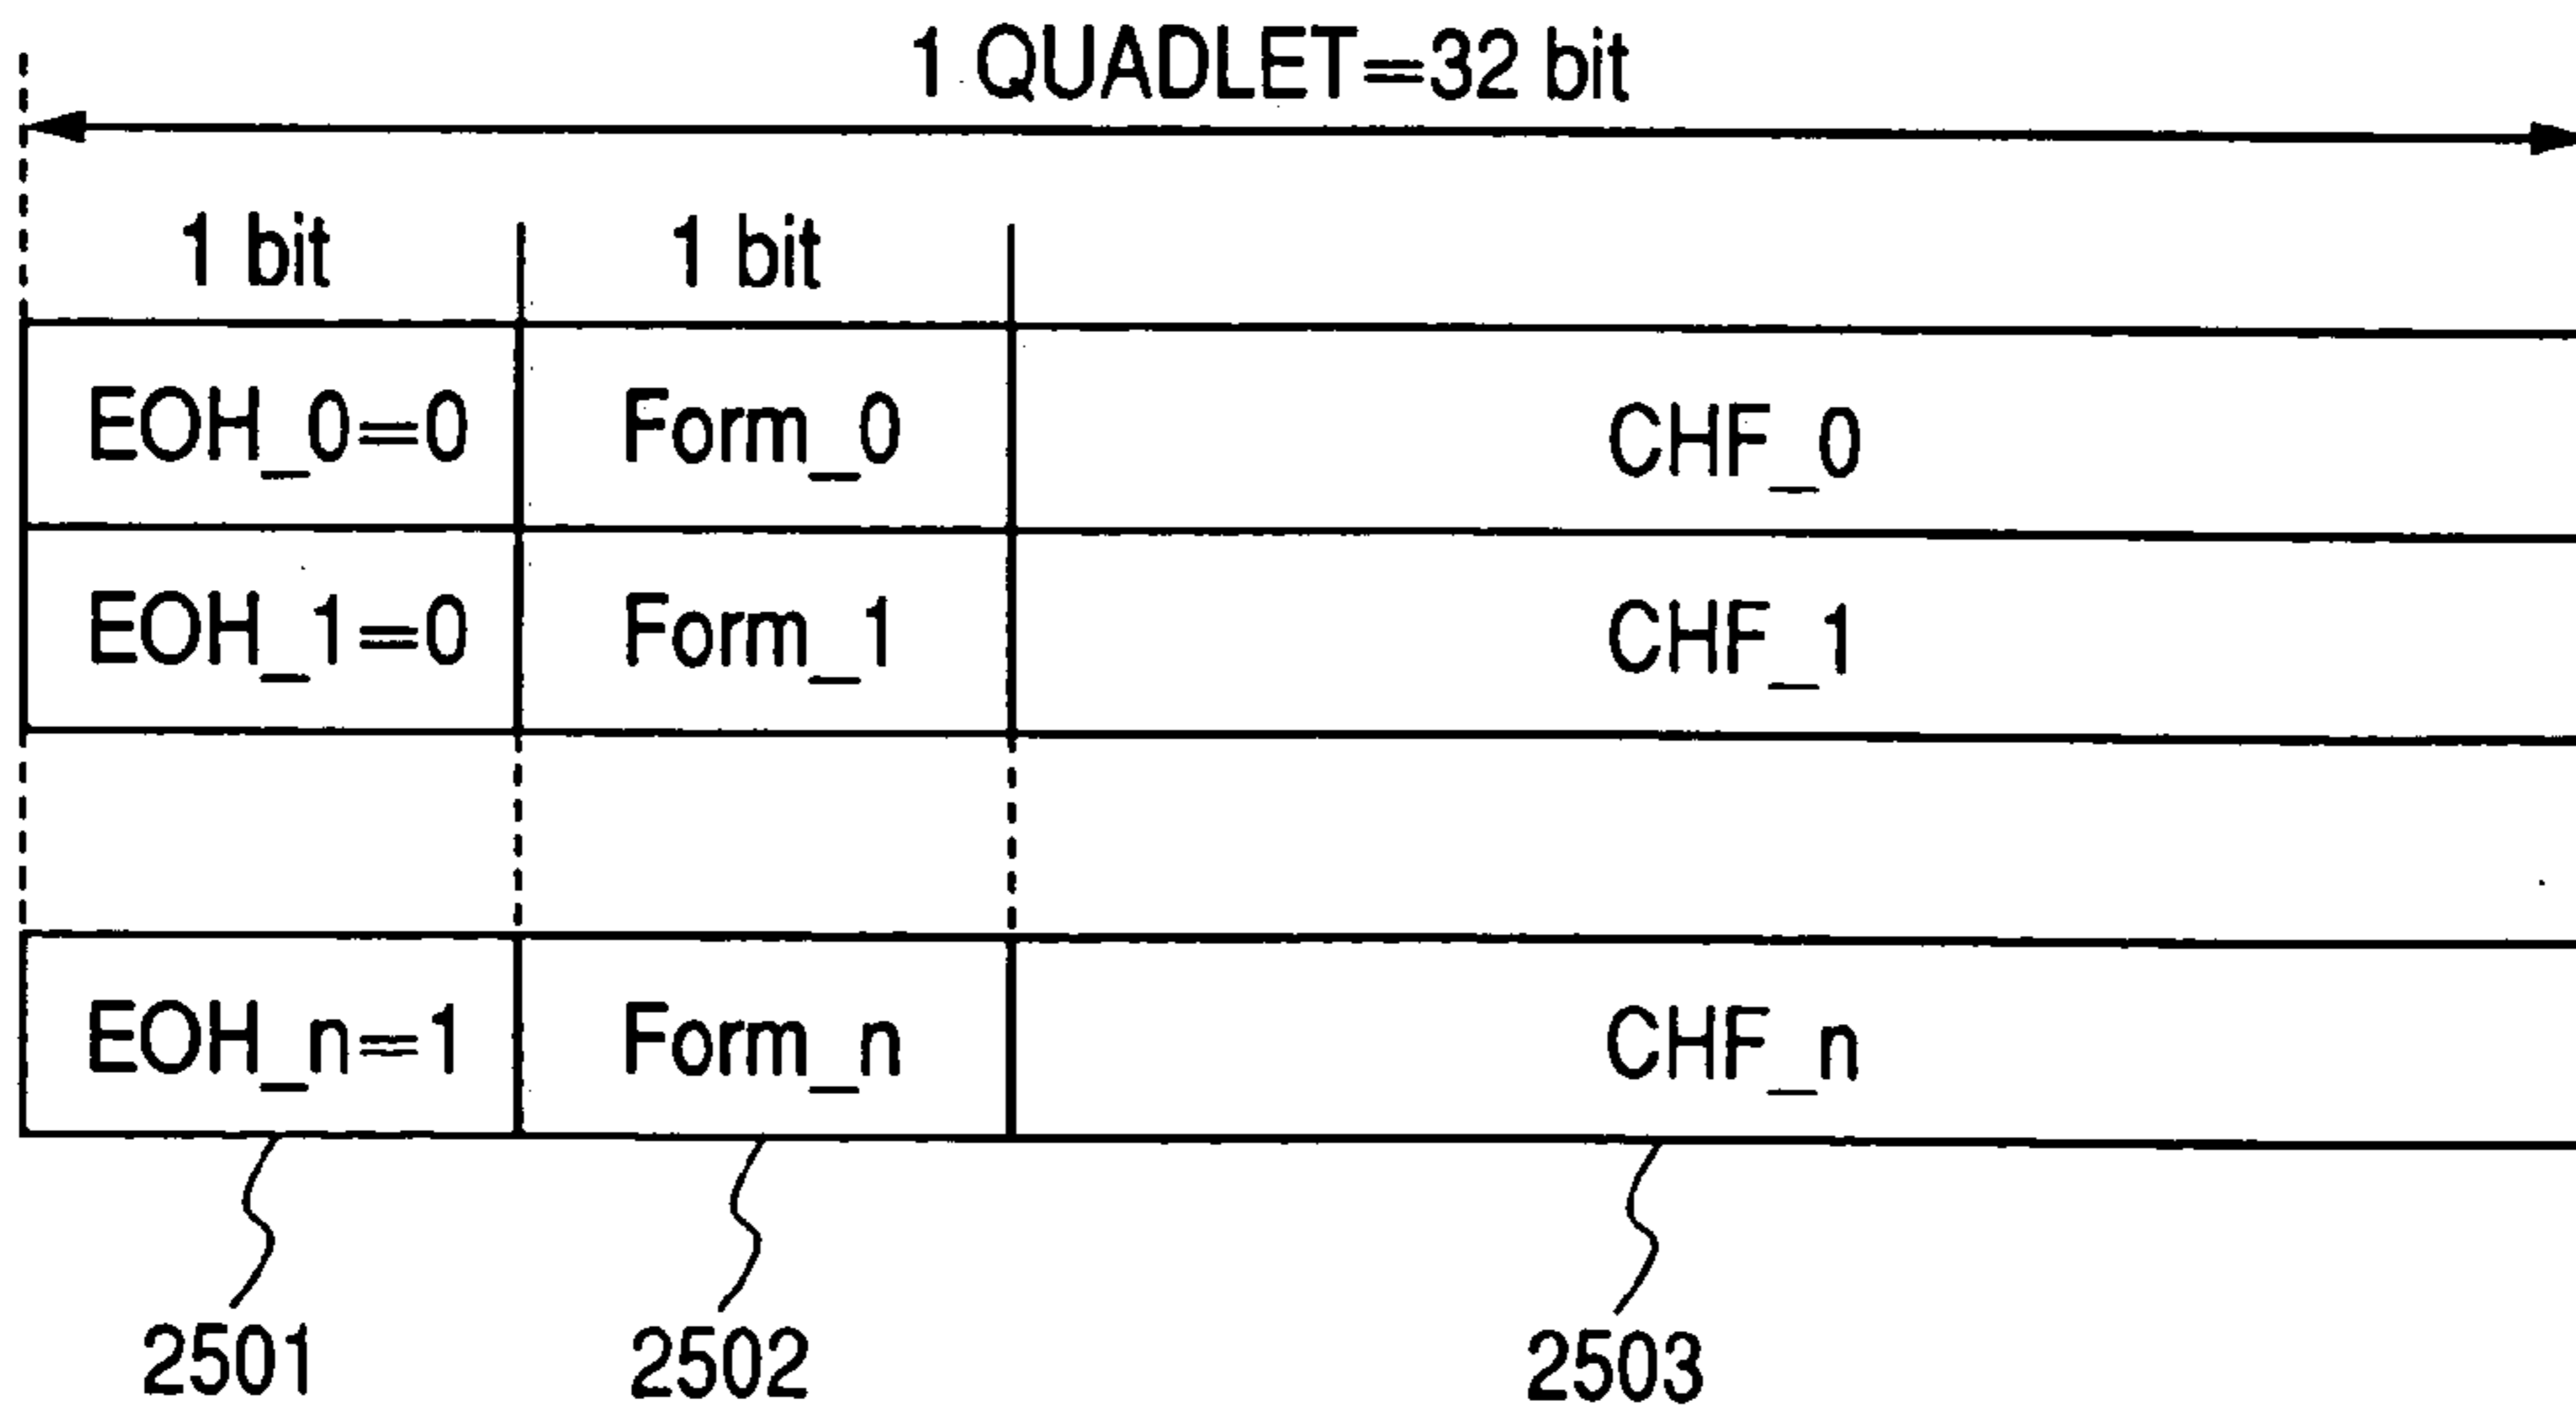 1 QUADLET=32 bit
1 bit 1 bit
EOH_0=0 Form_0 CHF_0
EOH_1=0 Form_1 CHF_1
EOH_n=1 Form_n CHF_n
2501 2502 2503